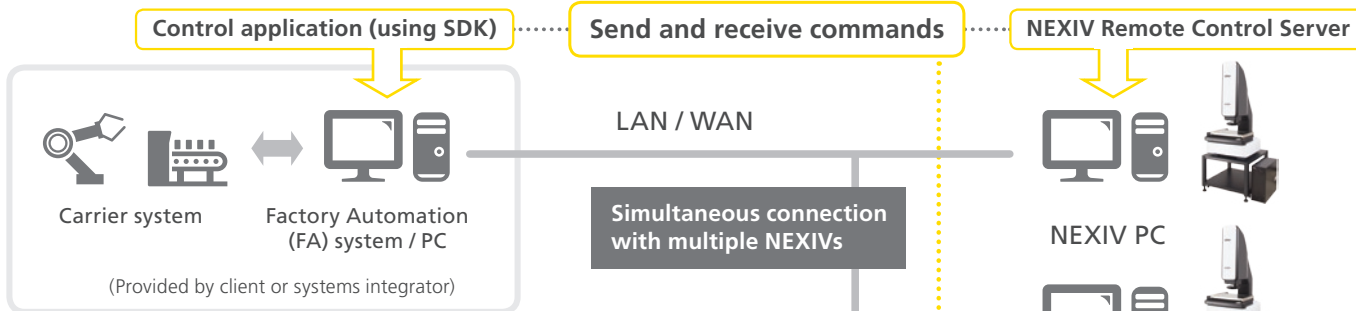 Control application (using SDK)
Send and receive commands
NEXIV Remote Control Server
LAN / WAN
Carrier system
Factory Automation
(FA) system / PC
(Provided by client or systems integrator)
Simultaneous connection
with multiple NEXIVs
NEXIV PC